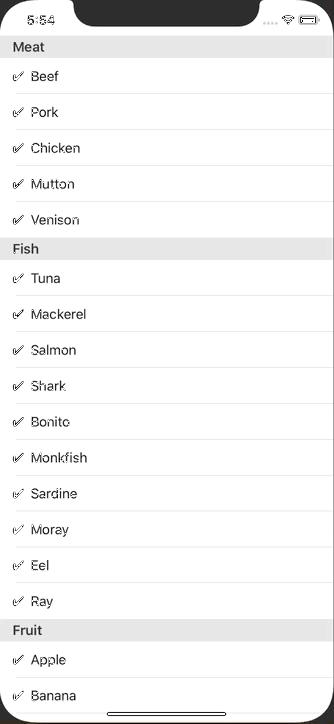 5:54
Meat
✓ Beef
✓ Pork
✓ Chicken
✓ Mutton
✓ Venison
Fish
✓ Tuna
✓ Mackerel
✓ Salmon
✓ Shark
✓ Bonito
✓ Monkfish
✓ Sardine
✓ Moray
✓ Eel
✓ Ray
Fruit
✓ Apple
✓ Banana